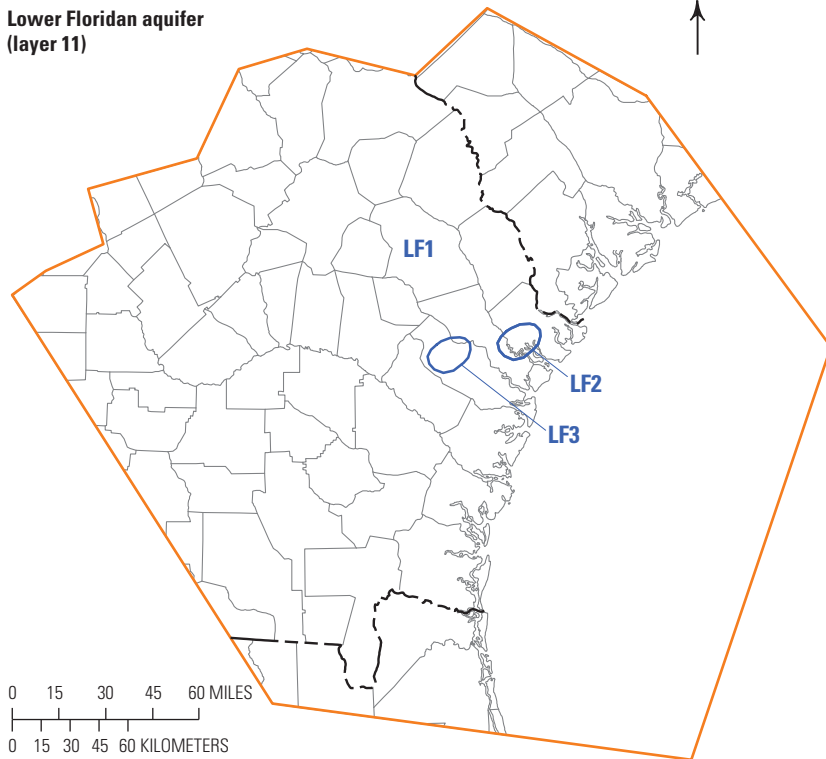 Lower Floridan aquifer
(layer 11)
LF1
LF2
LF3
0 15 30 45 60 MILES
0 15 30 45 60 KILOMETERS